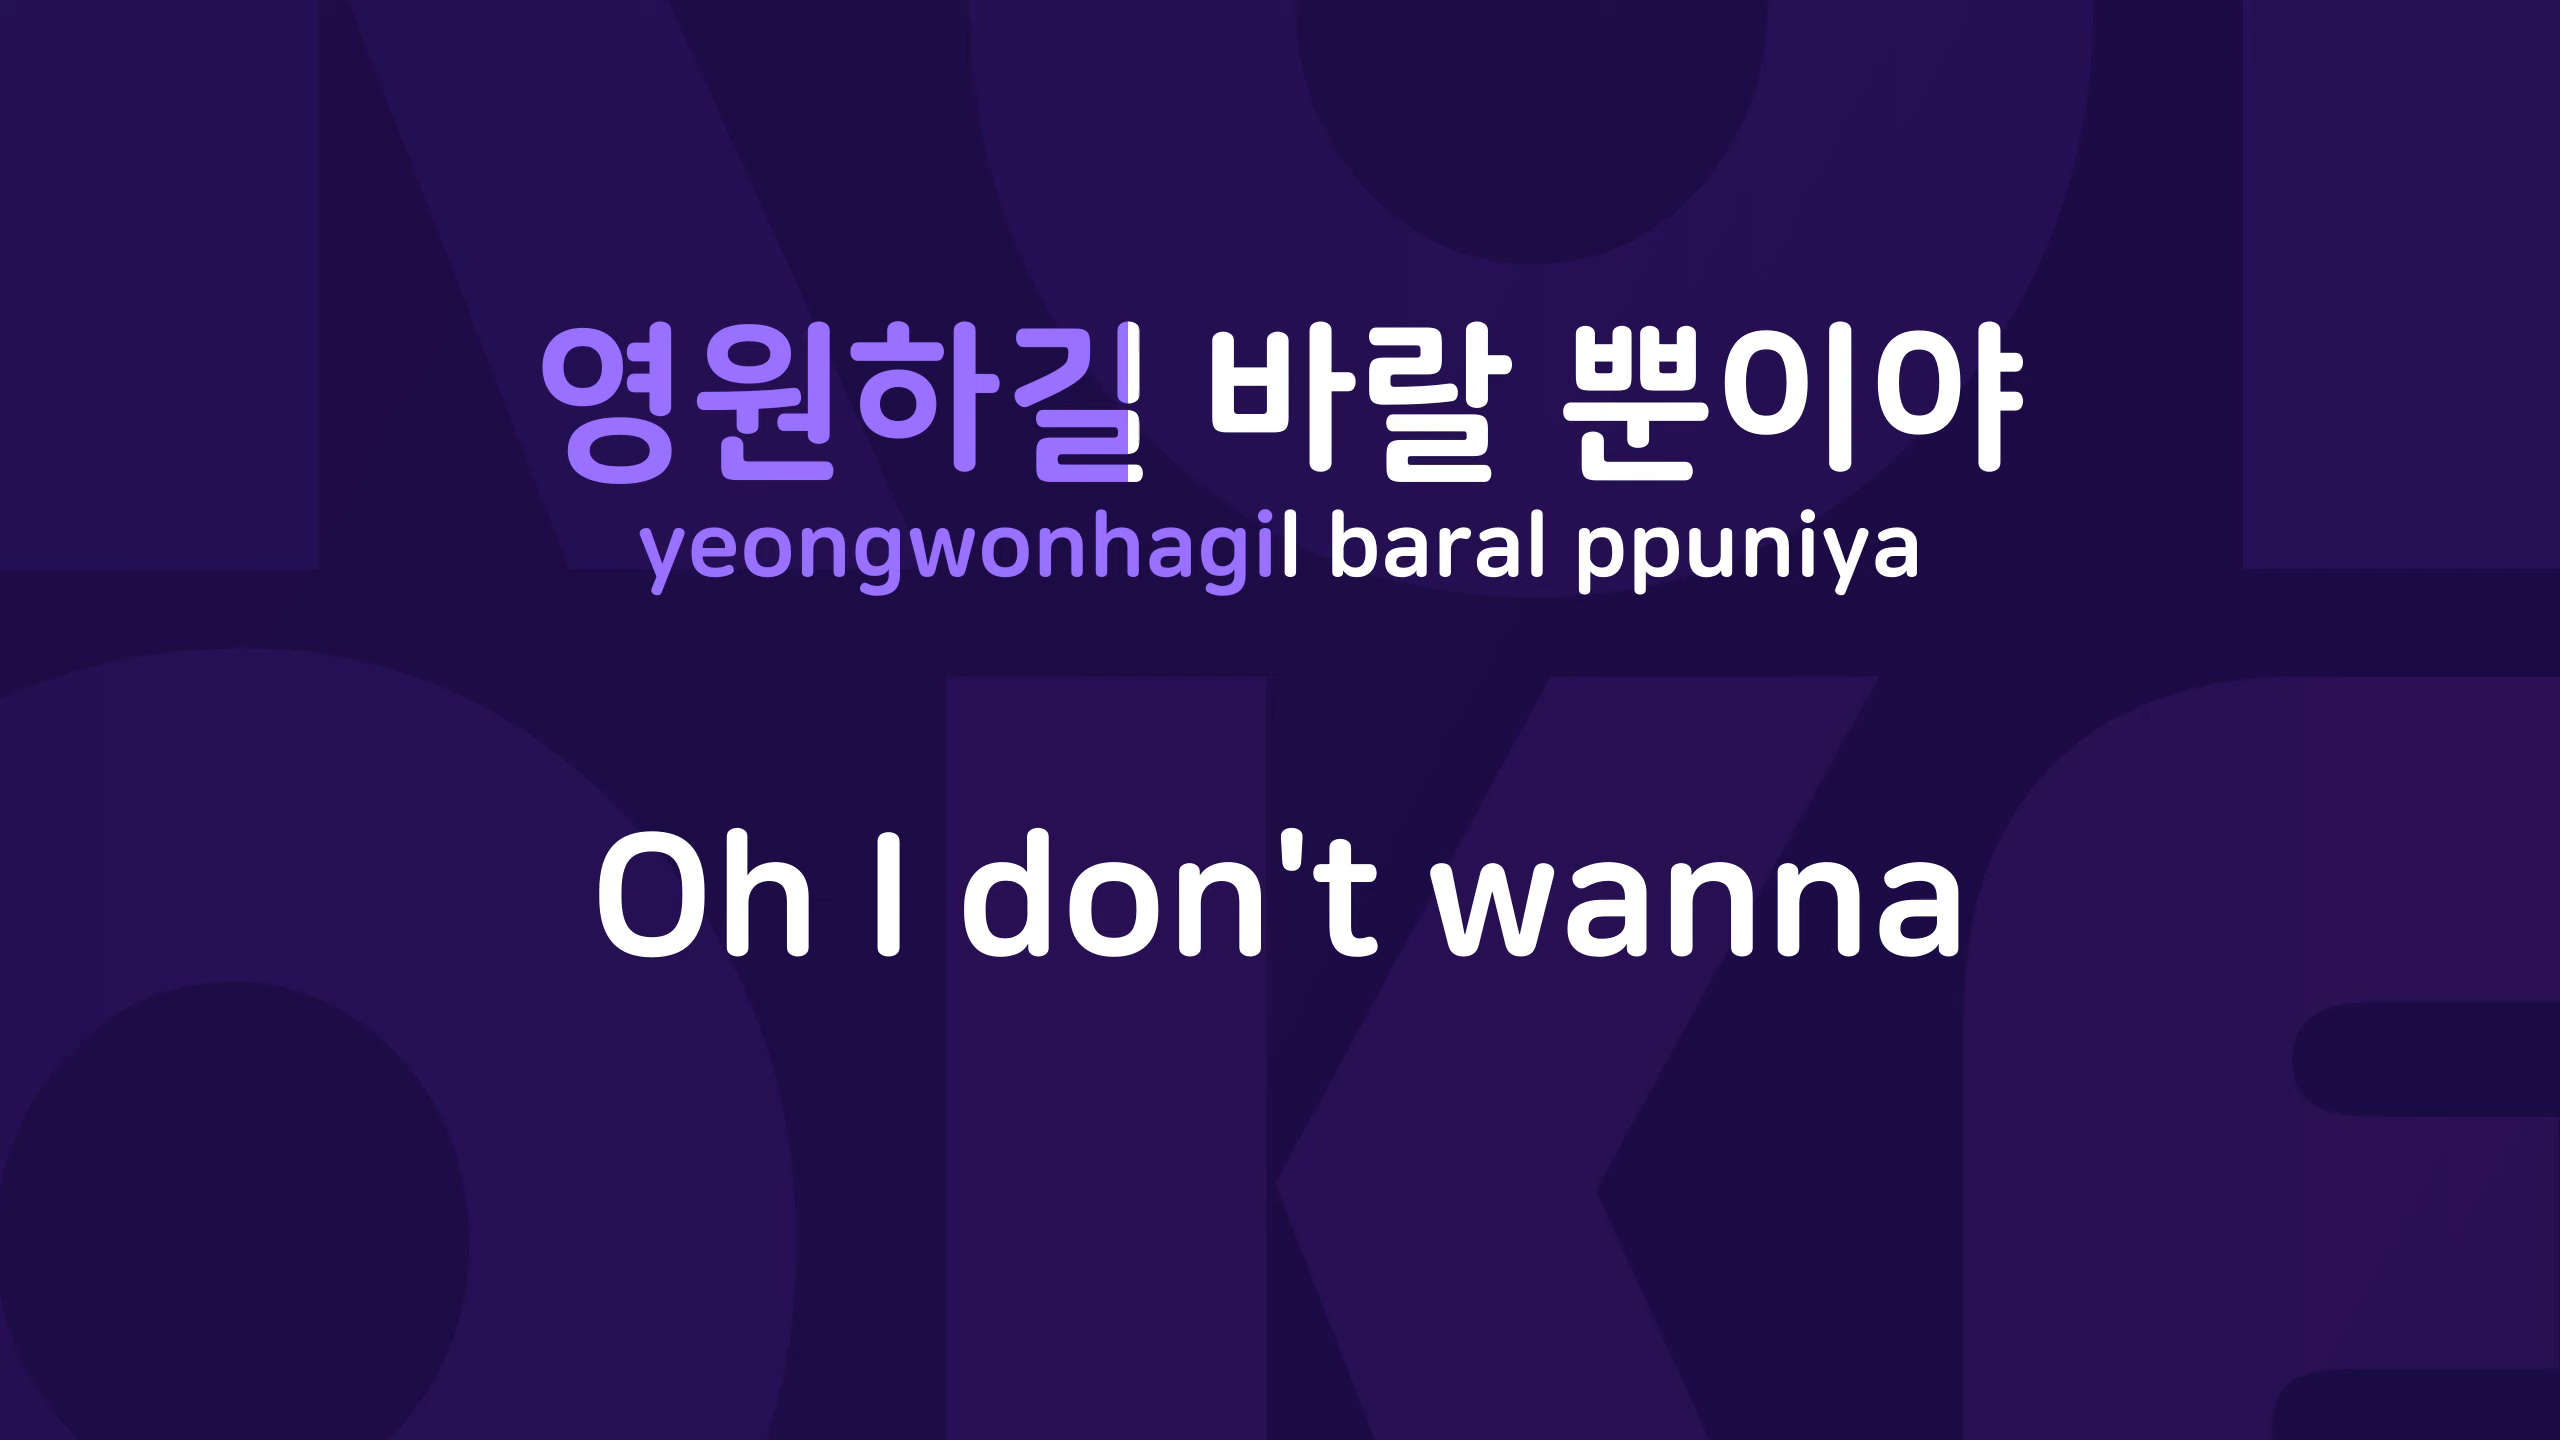 영원하길 바랄 뿐이야
yeongwonhagil baral ppuniya
Oh I don't wanna